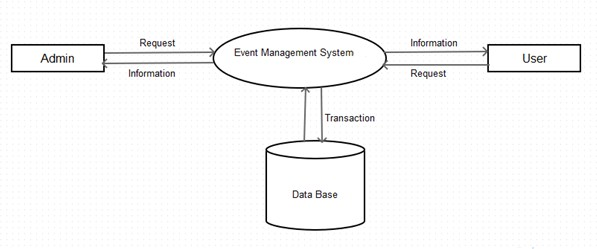 Request
Information
Admin
Event Management System
User
Information
Request
Transaction
Data Base